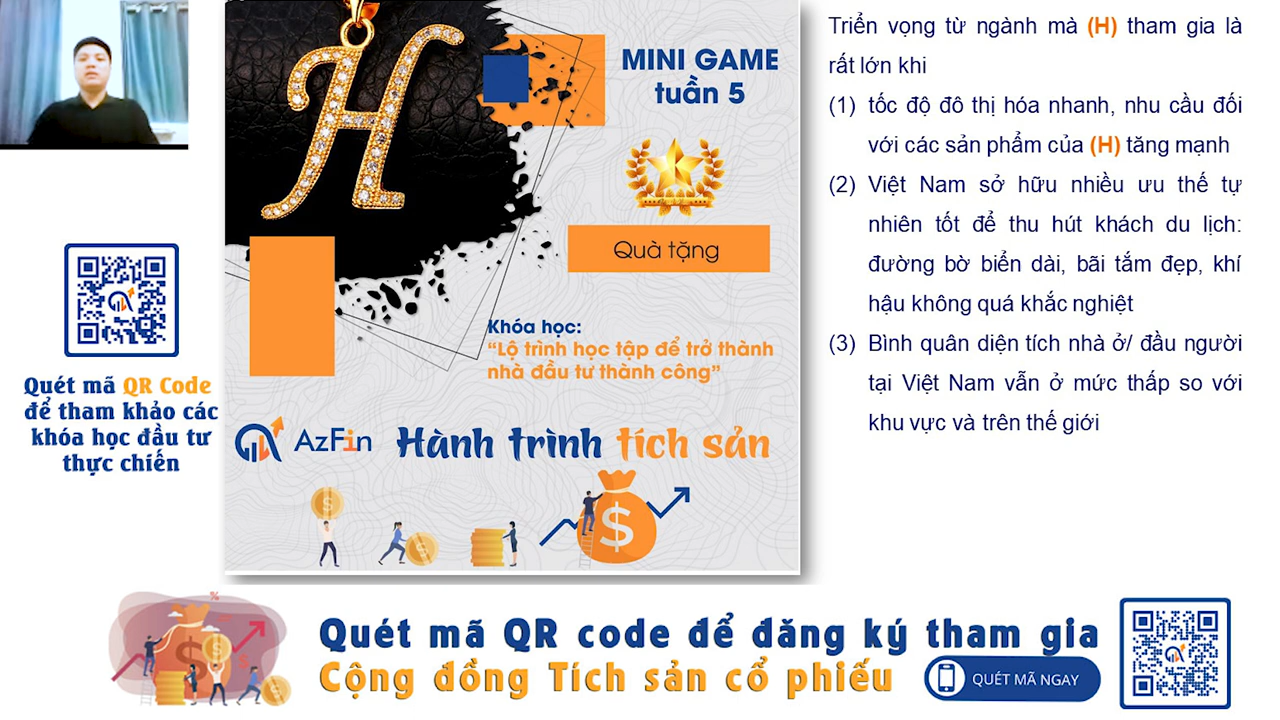 MINI GAME
tuần 5
Quà tặng
Khóa học:
“Lộ trình học tập để trở thành
nhà đầu tư thành công”
AzFin Hành trình tích sản
Triển vọng từ ngành mà (H) tham gia là
rất lớn khi
(1) tốc độ đô thị hóa nhanh, nhu cầu đối
với các sản phẩm của (H) tăng mạnh
(2) Việt Nam sở hữu nhiều ưu thế tự
nhiên tốt để thu hút khách du lịch:
đường bờ biển dài, bãi tắm đẹp, khí
hậu không quá khắc nghiệt
(3) Bình quân diện tích nhà ở/ đầu người
tại Việt Nam vẫn ở mức thấp so với
khu vực và trên thế giới
Quét mã QR Code
để tham khảo các
khóa học đầu tư
thực chiến
Quét mã QR code để đăng ký tham gia
Cộng đồng Tích sản cổ phiếu
QUÉT MÃ NGAY
H